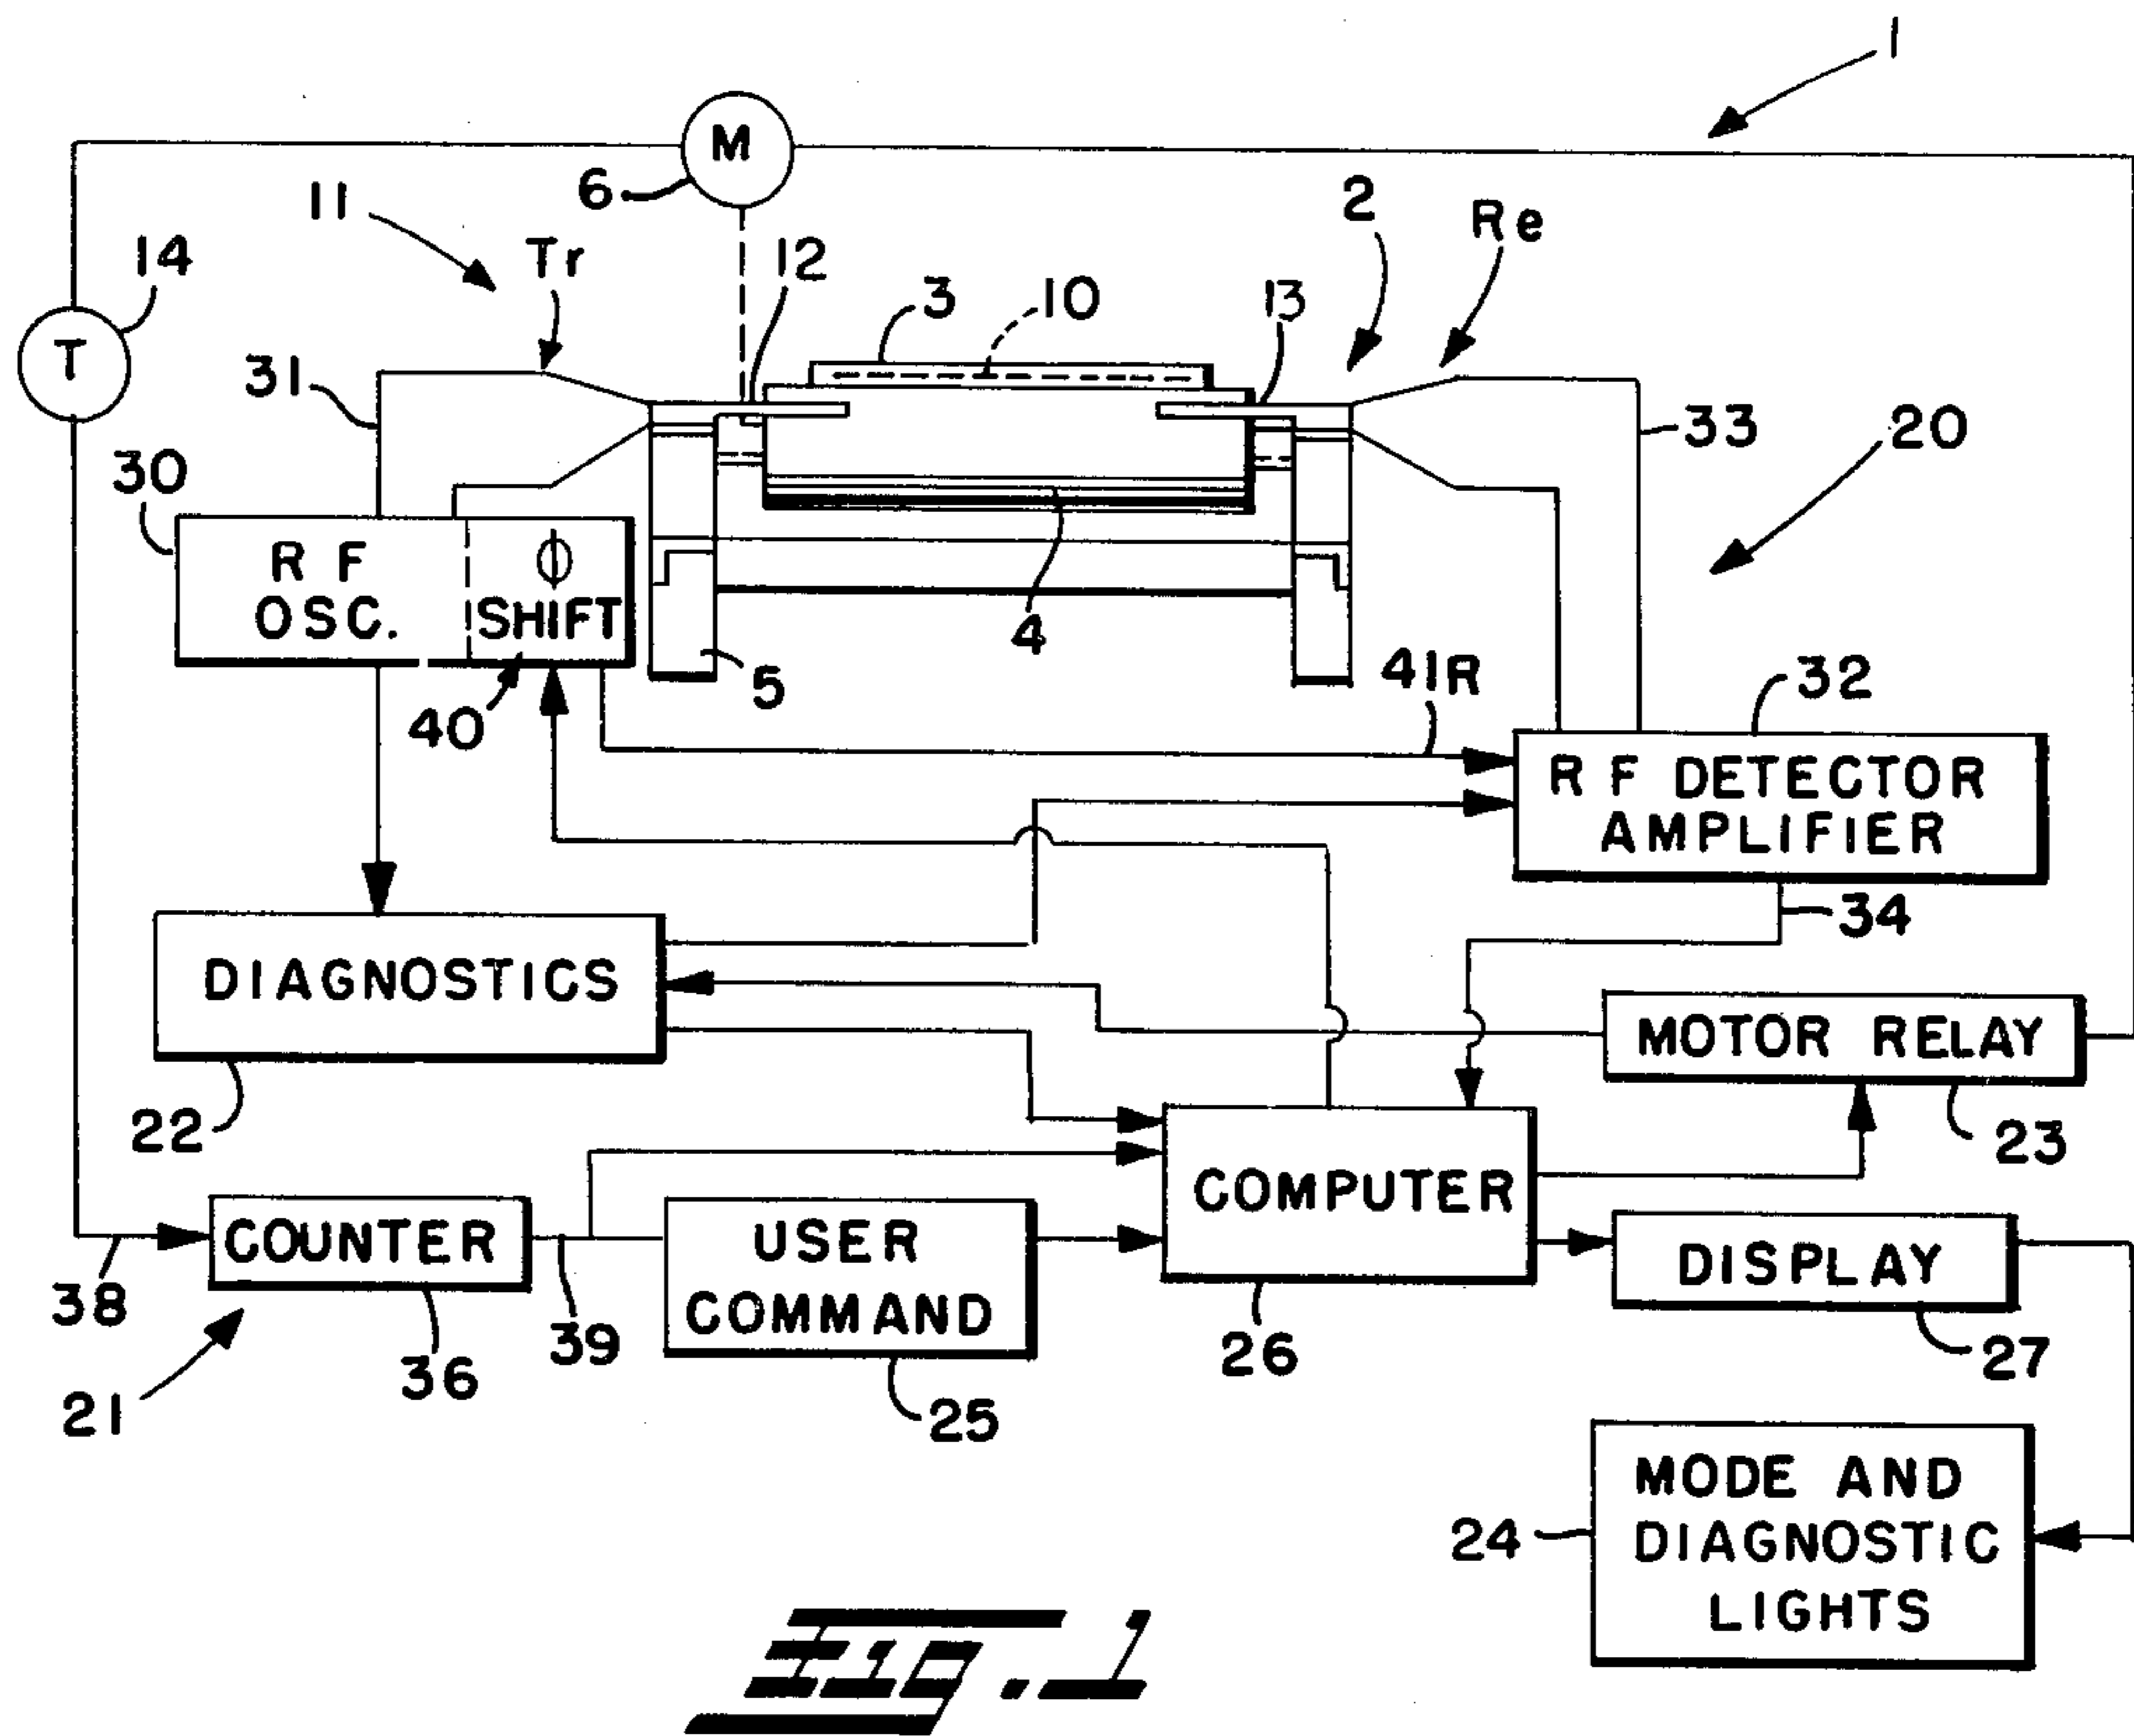 1
M
6
11
2
Re
14
Tr
12
3
10
13
T
31
33
20
30
R F
OSC.
φ
SHIFT
4
5
40
41R
32
R F DETECTOR
AMPLIFIER
34
DIAGNOSTICS
22
MOTOR RELAY
23
COMPUTER
26
COUNTER
38
36
39
21
USER
COMMAND
25
DISPLAY
27
MODE AND
DIAGNOSTIC
LIGHTS
24
FIG. 1